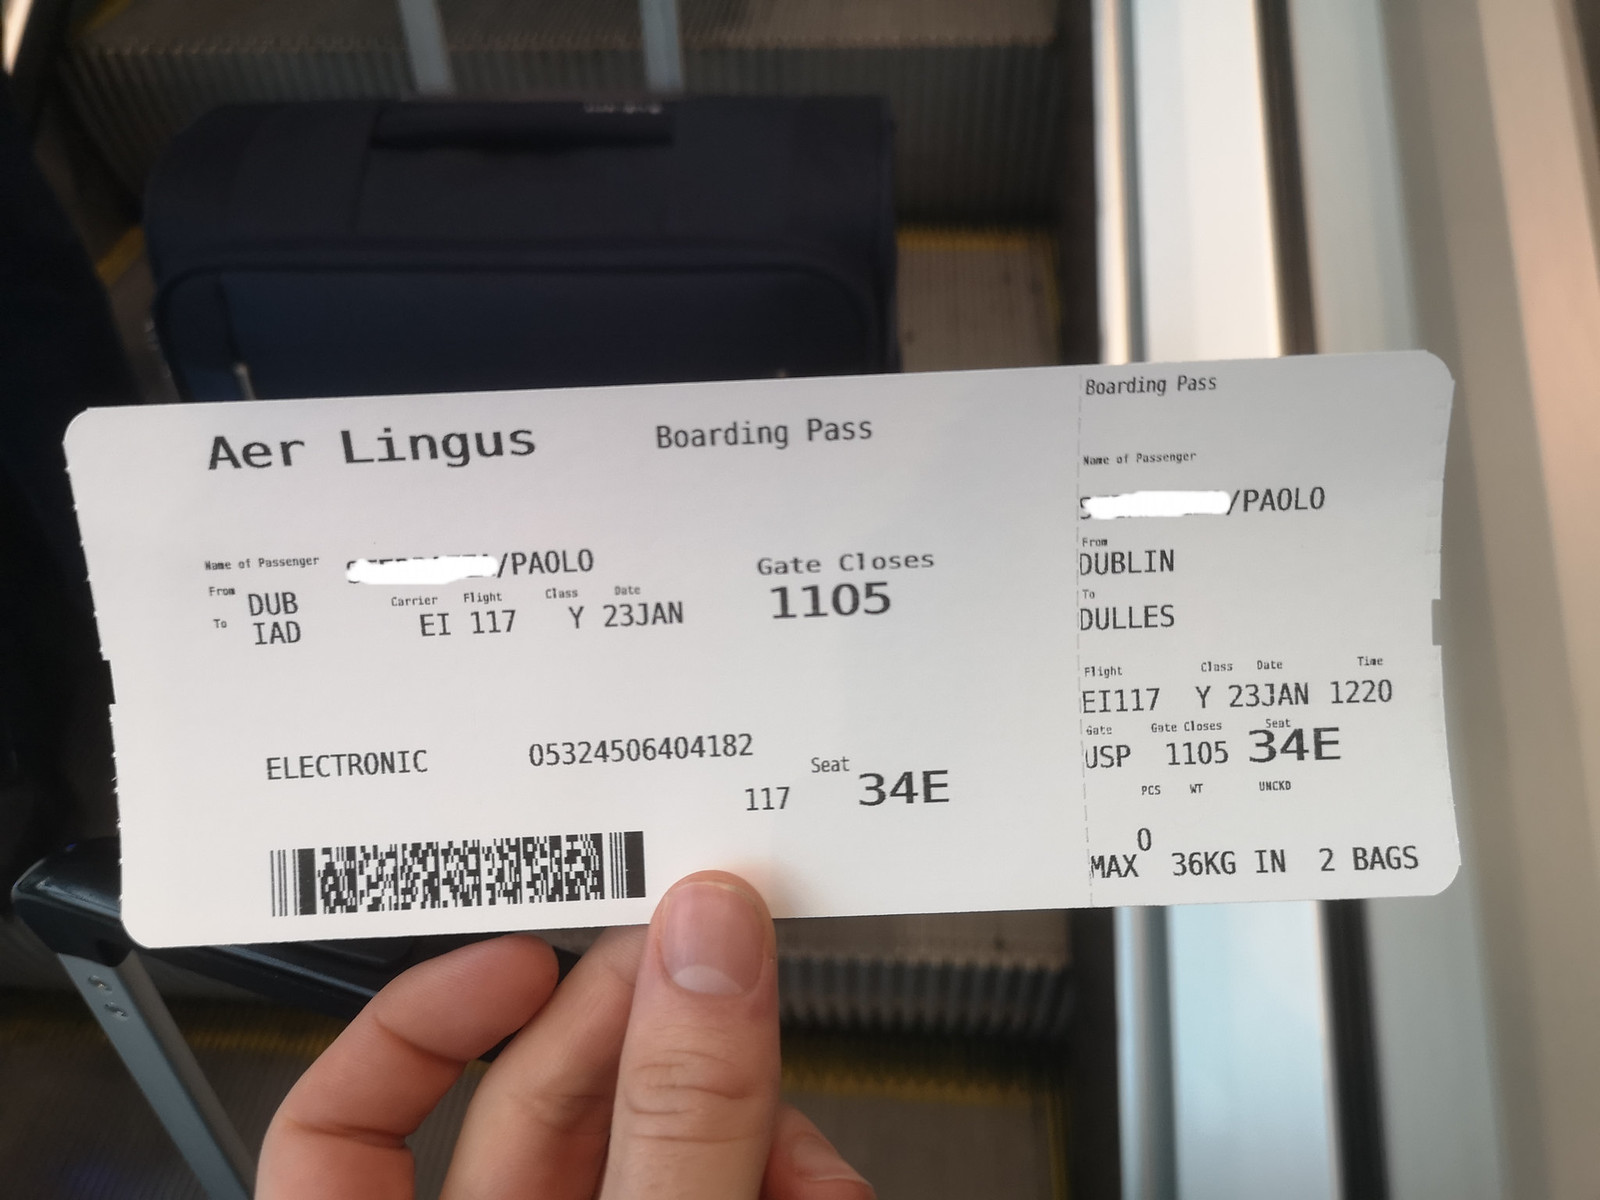 Aer Lingus Boarding Pass
Name of Passenger /PAOLO
From DUB
To IAD
Carrier Flight Class Date
EI 117 Y 23JAN
Gate Closes
1105
ELECTRONIC 05324506404182
117 Seat 34E
Boarding Pass
Name of Passenger
/PAOLO
From
DUBLIN
To
DULLES
Flight Class Date Time
EI117 Y 23JAN 1220
Gate Gate Closes Seat
USP 1105 34E
PCS WT UNCKD
0
MAX 36KG IN 2 BAGS